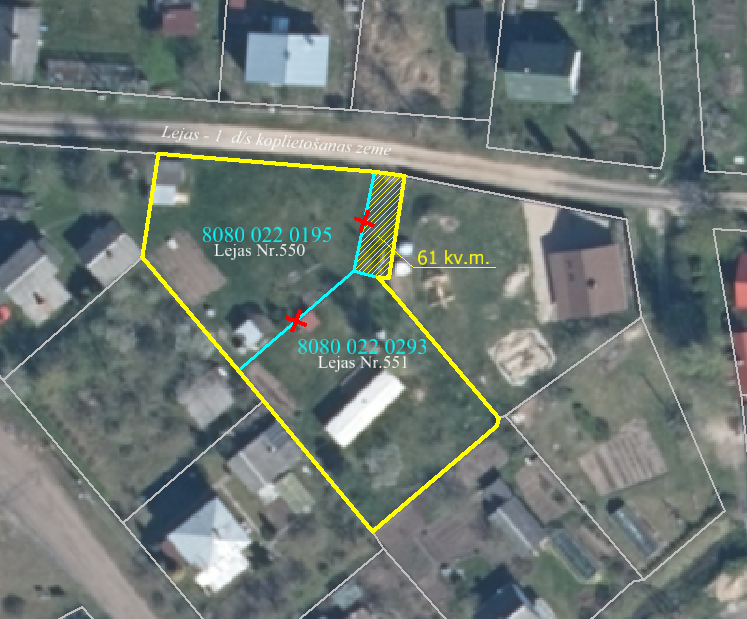 Lejas - 1 d/s koplietošanas zeme
8080 022 0195
Lejas Nr.550
61 kv.m.
8080 022 0293
Lejas Nr.551